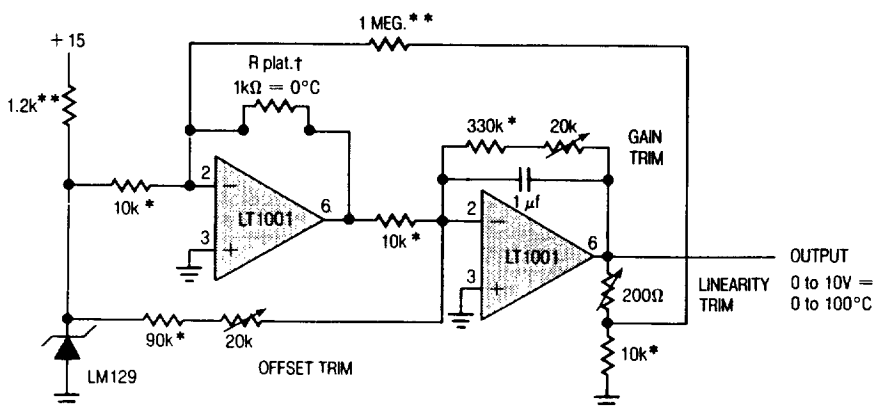 1 MEG.**
+ 15
R plat.†
1kΩ = 0°C
1.2k**
330k*
20k
GAIN
TRIM
2
10k*
LT1001
6
3
10k*
1 µf
2
LT1001
6
3
OUTPUT
0 to 10V =
0 to 100°C
LINEARITY
TRIM
200Ω
90k*
20k
OFFSET TRIM
LM129
10k*